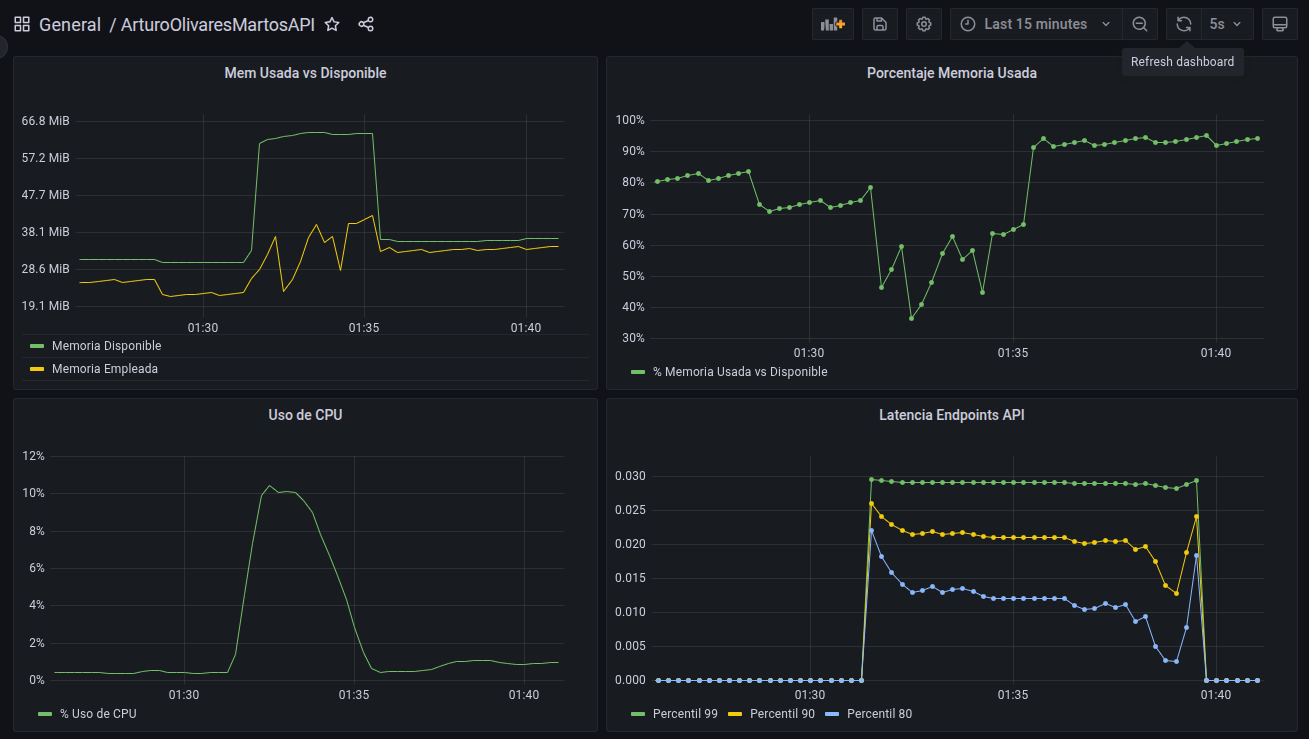 General / ArturoOlivaresMartosAPI
Last 15 minutes
5s
Refresh dashboard
Mem Usada vs Disponible
66.8 MiB
57.2 MiB
47.7 MiB
38.1 MiB
28.6 MiB
19.1 MiB
01:30 01:35 01:40
Memoria Disponible
Memoria Empleada
Porcentaje Memoria Usada
100%
90%
80%
70%
60%
50%
40%
30%
01:30 01:35 01:40
% Memoria Usada vs Disponible
Uso de CPU
12%
10%
8%
6%
4%
2%
0%
01:30 01:35 01:40
% Uso de CPU
Latencia Endpoints API
0.030
0.025
0.020
0.015
0.010
0.005
0.000
01:30 01:35 01:40
Percentil 99 Percentil 90 Percentil 80